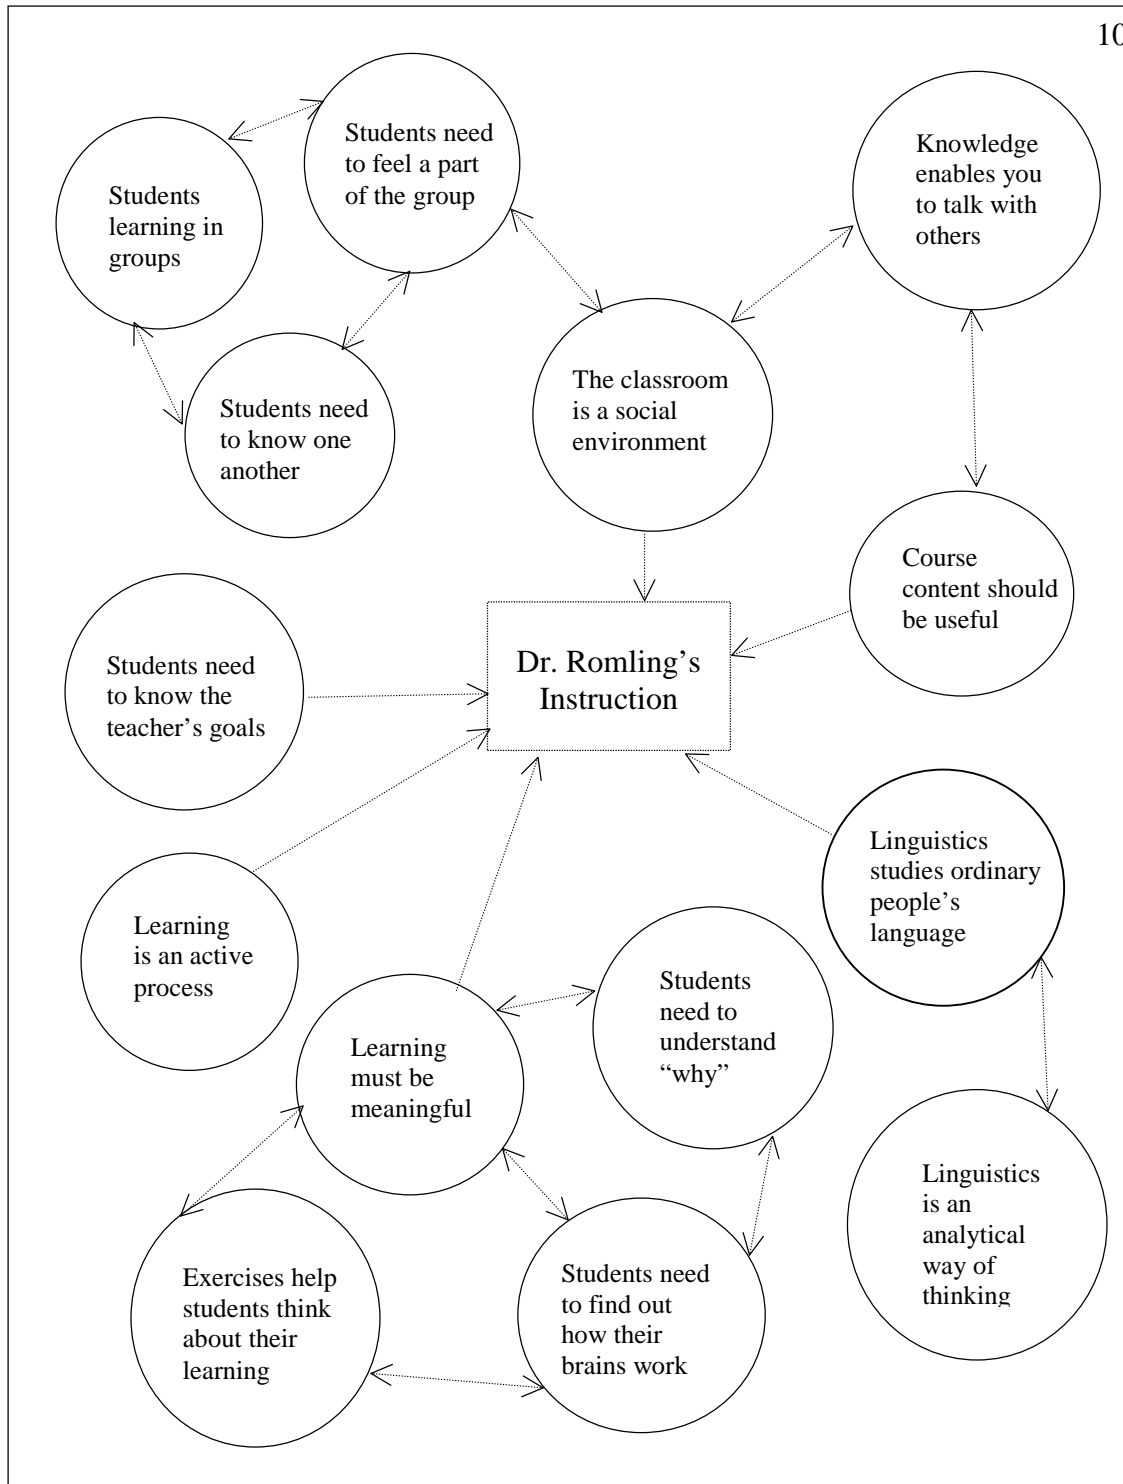 10
Students need
to feel a part
of the group
Knowledge
enables you
to talk with
others
Students
learning in
groups
Students need
to know one
another
The classroom
is a social
environment
Course
content should
be useful
Students need
to know the
teacher’s goals
Dr. Romling’s
Instruction
Linguistics
studies ordinary
people’s
language
Learning
is an active
process
Students
need to
understand
“why”
Learning
must be
meaningful
Linguistics
is an
analytical
way of
thinking
Exercises help
students think
about their
learning
Students need
to find out
how their
brains work